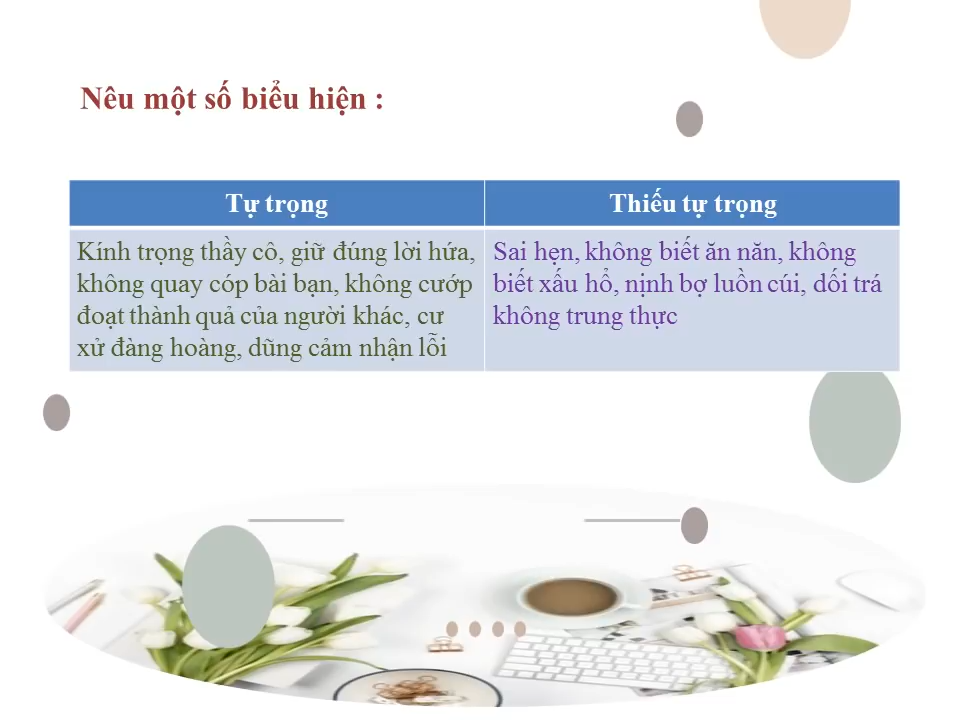 Nêu một số biểu hiện :
Tự trọng
Thiếu tự trọng
Kính trọng thầy cô, giữ đúng lời hứa,
không quay cóp bài bạn, không cướp
đoạt thành quả của người khác, cư
xử đàng hoàng, dũng cảm nhận lỗi
Sai hẹn, không biết ăn năn, không
biết xấu hổ, nịnh bợ luồn cúi, dối trá
không trung thực